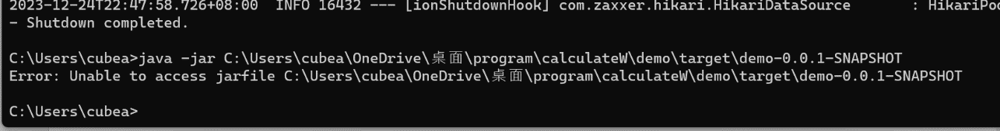 2023-12-24T22:47:58.726+08:00  INFO 16432 --- [ionShutdownHook] com.zaxxer.hikari.HikariDataSource       : HikariPoo
- Shutdown completed.
C:\Users\cubea>java -jar C:\Users\cubea\OneDrive\桌面\program\calculateW\demo\target\demo-0.0.1-SNAPSHOT
Error: Unable to access jarfile C:\Users\cubea\OneDrive\桌面\program\calculateW\demo\target\demo-0.0.1-SNAPSHOT
C:\Users\cubea>